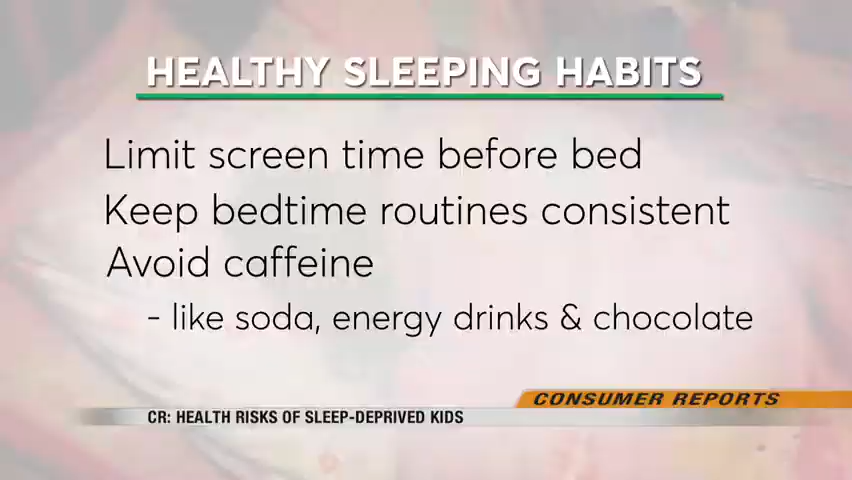 HEALTHY SLEEPING HABITS
Limit screen time before bed
Keep bedtime routines consistent
Avoid caffeine
- like soda, energy drinks & chocolate
CONSUMER REPORTS
CR: HEALTH RISKS OF SLEEP-DEPRIVED KIDS